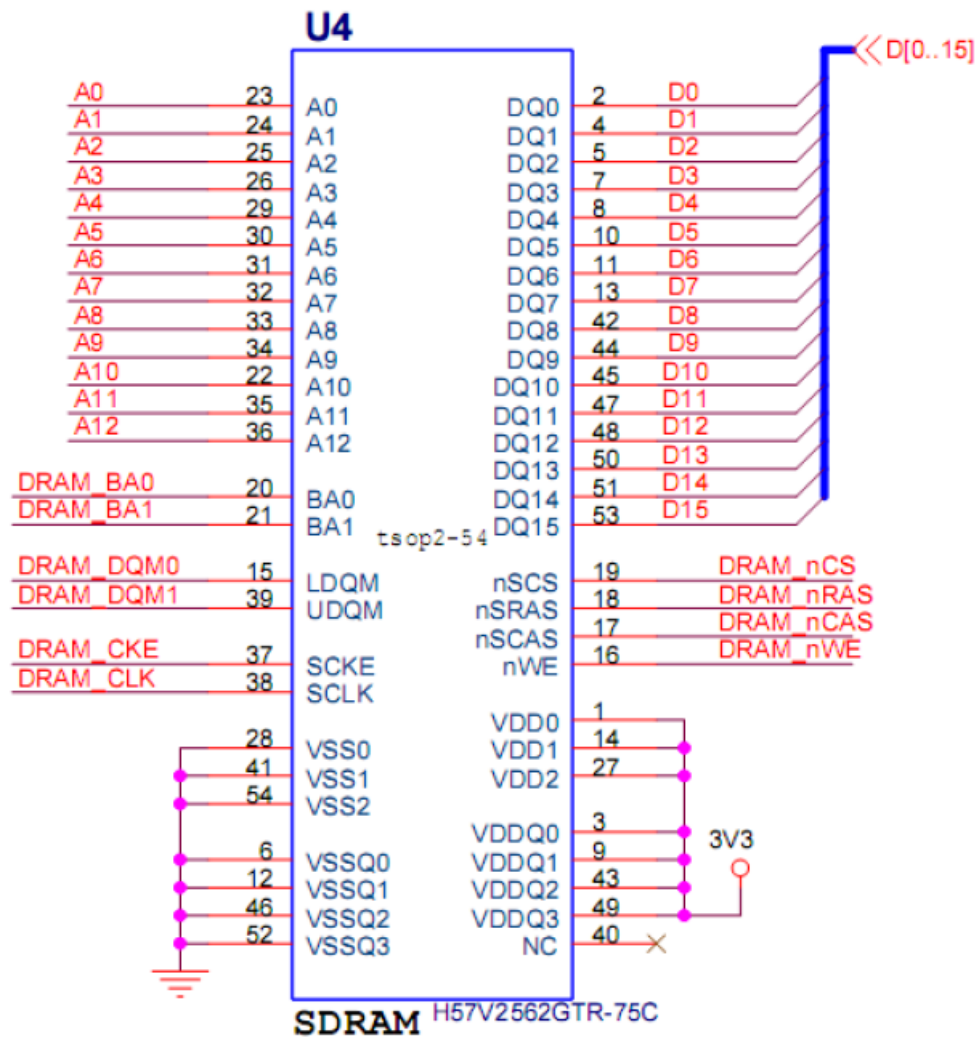 U4
D[0..15]
A0 23 A0 DQ0 2 D0
A1 24 A1 DQ1 4 D1
A2 25 A2 DQ2 5 D2
A3 26 A3 DQ3 7 D3
A4 29 A4 DQ4 8 D4
A5 30 A5 DQ5 10 D5
A6 31 A6 DQ6 11 D6
A7 32 A7 DQ7 13 D7
A8 33 A8 DQ8 42 D8
A9 34 A9 DQ9 44 D9
A10 22 A10 DQ10 45 D10
A11 35 A11 DQ11 47 D11
A12 36 A12 DQ12 48 D12
DQ13 50 D13
DRAM_BA0 20 BA0 DQ14 51 D14
DRAM_BA1 21 BA1 DQ15 53 D15
tsop2-54
DRAM_DQM0 15 LDQM nSCS 19 DRAM_nCS
DRAM_DQM1 39 UDQM nSRAS 18 DRAM_nRAS
nSCAS 17 DRAM_nCAS
DRAM_CKE 37 SCKE nWE 16 DRAM_nWE
DRAM_CLK 38 SCLK
VDD0 1
28 VSS0 VDD1 14
41 VSS1 VDD2 27
54 VSS2
VDDQ0 3
6 VSSQ0 VDDQ1 9 3V3
12 VSSQ1 VDDQ2 43
46 VSSQ2 VDDQ3 49
52 VSSQ3 NC 40
SDRAM H57V2562GTR-75C